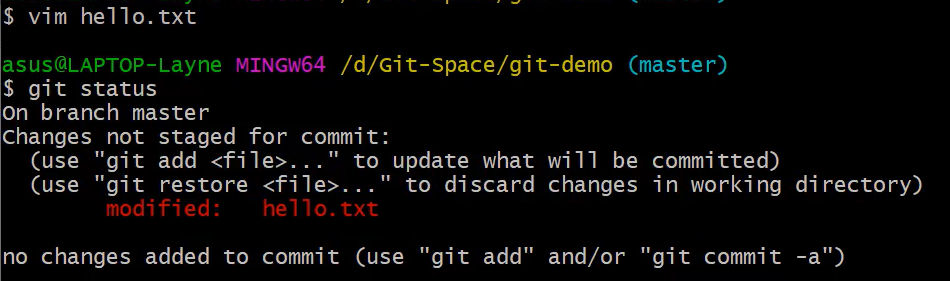 $ vim hello.txt
asus@LAPTOP-Layne MINGW64 /d/Git-Space/git-demo (master)
$ git status
On branch master
Changes not staged for commit:
  (use "git add <file>..." to update what will be committed)
  (use "git restore <file>..." to discard changes in working directory)
        modified:   hello.txt
no changes added to commit (use "git add" and/or "git commit -a")